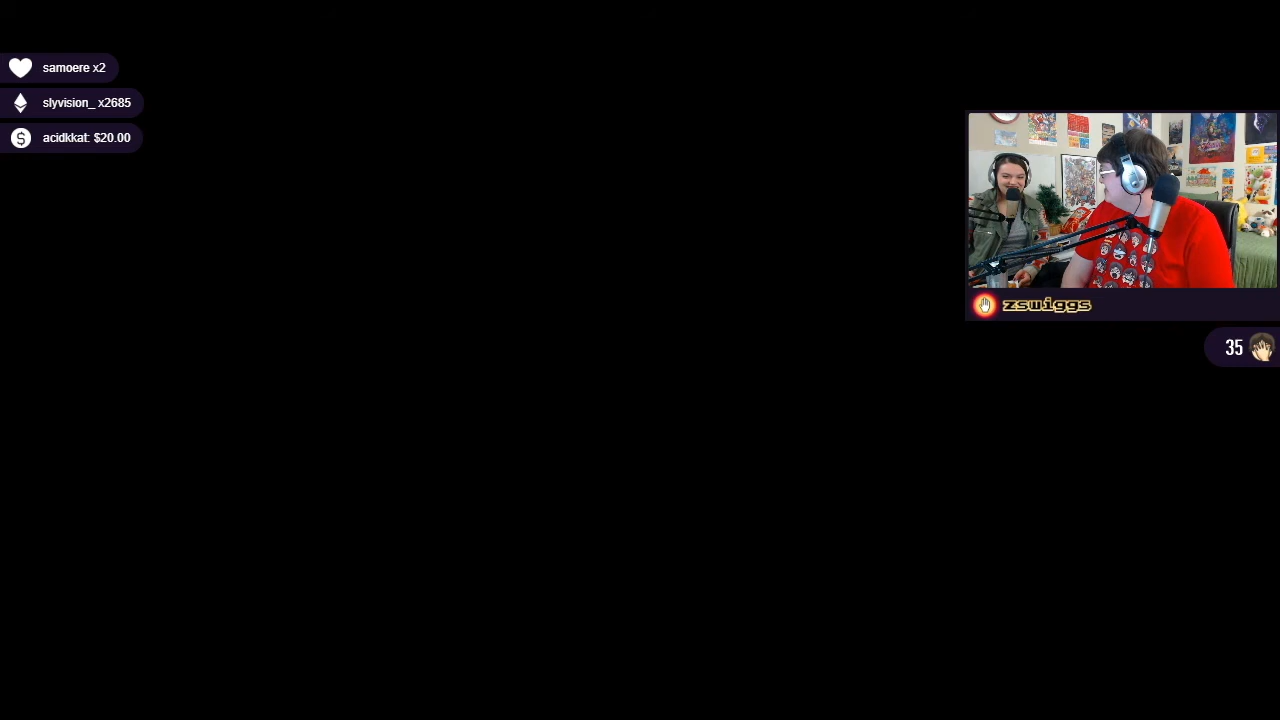 samoere x2
slyvision_ x2685
acidkkat: $20.00
zswiggs
35